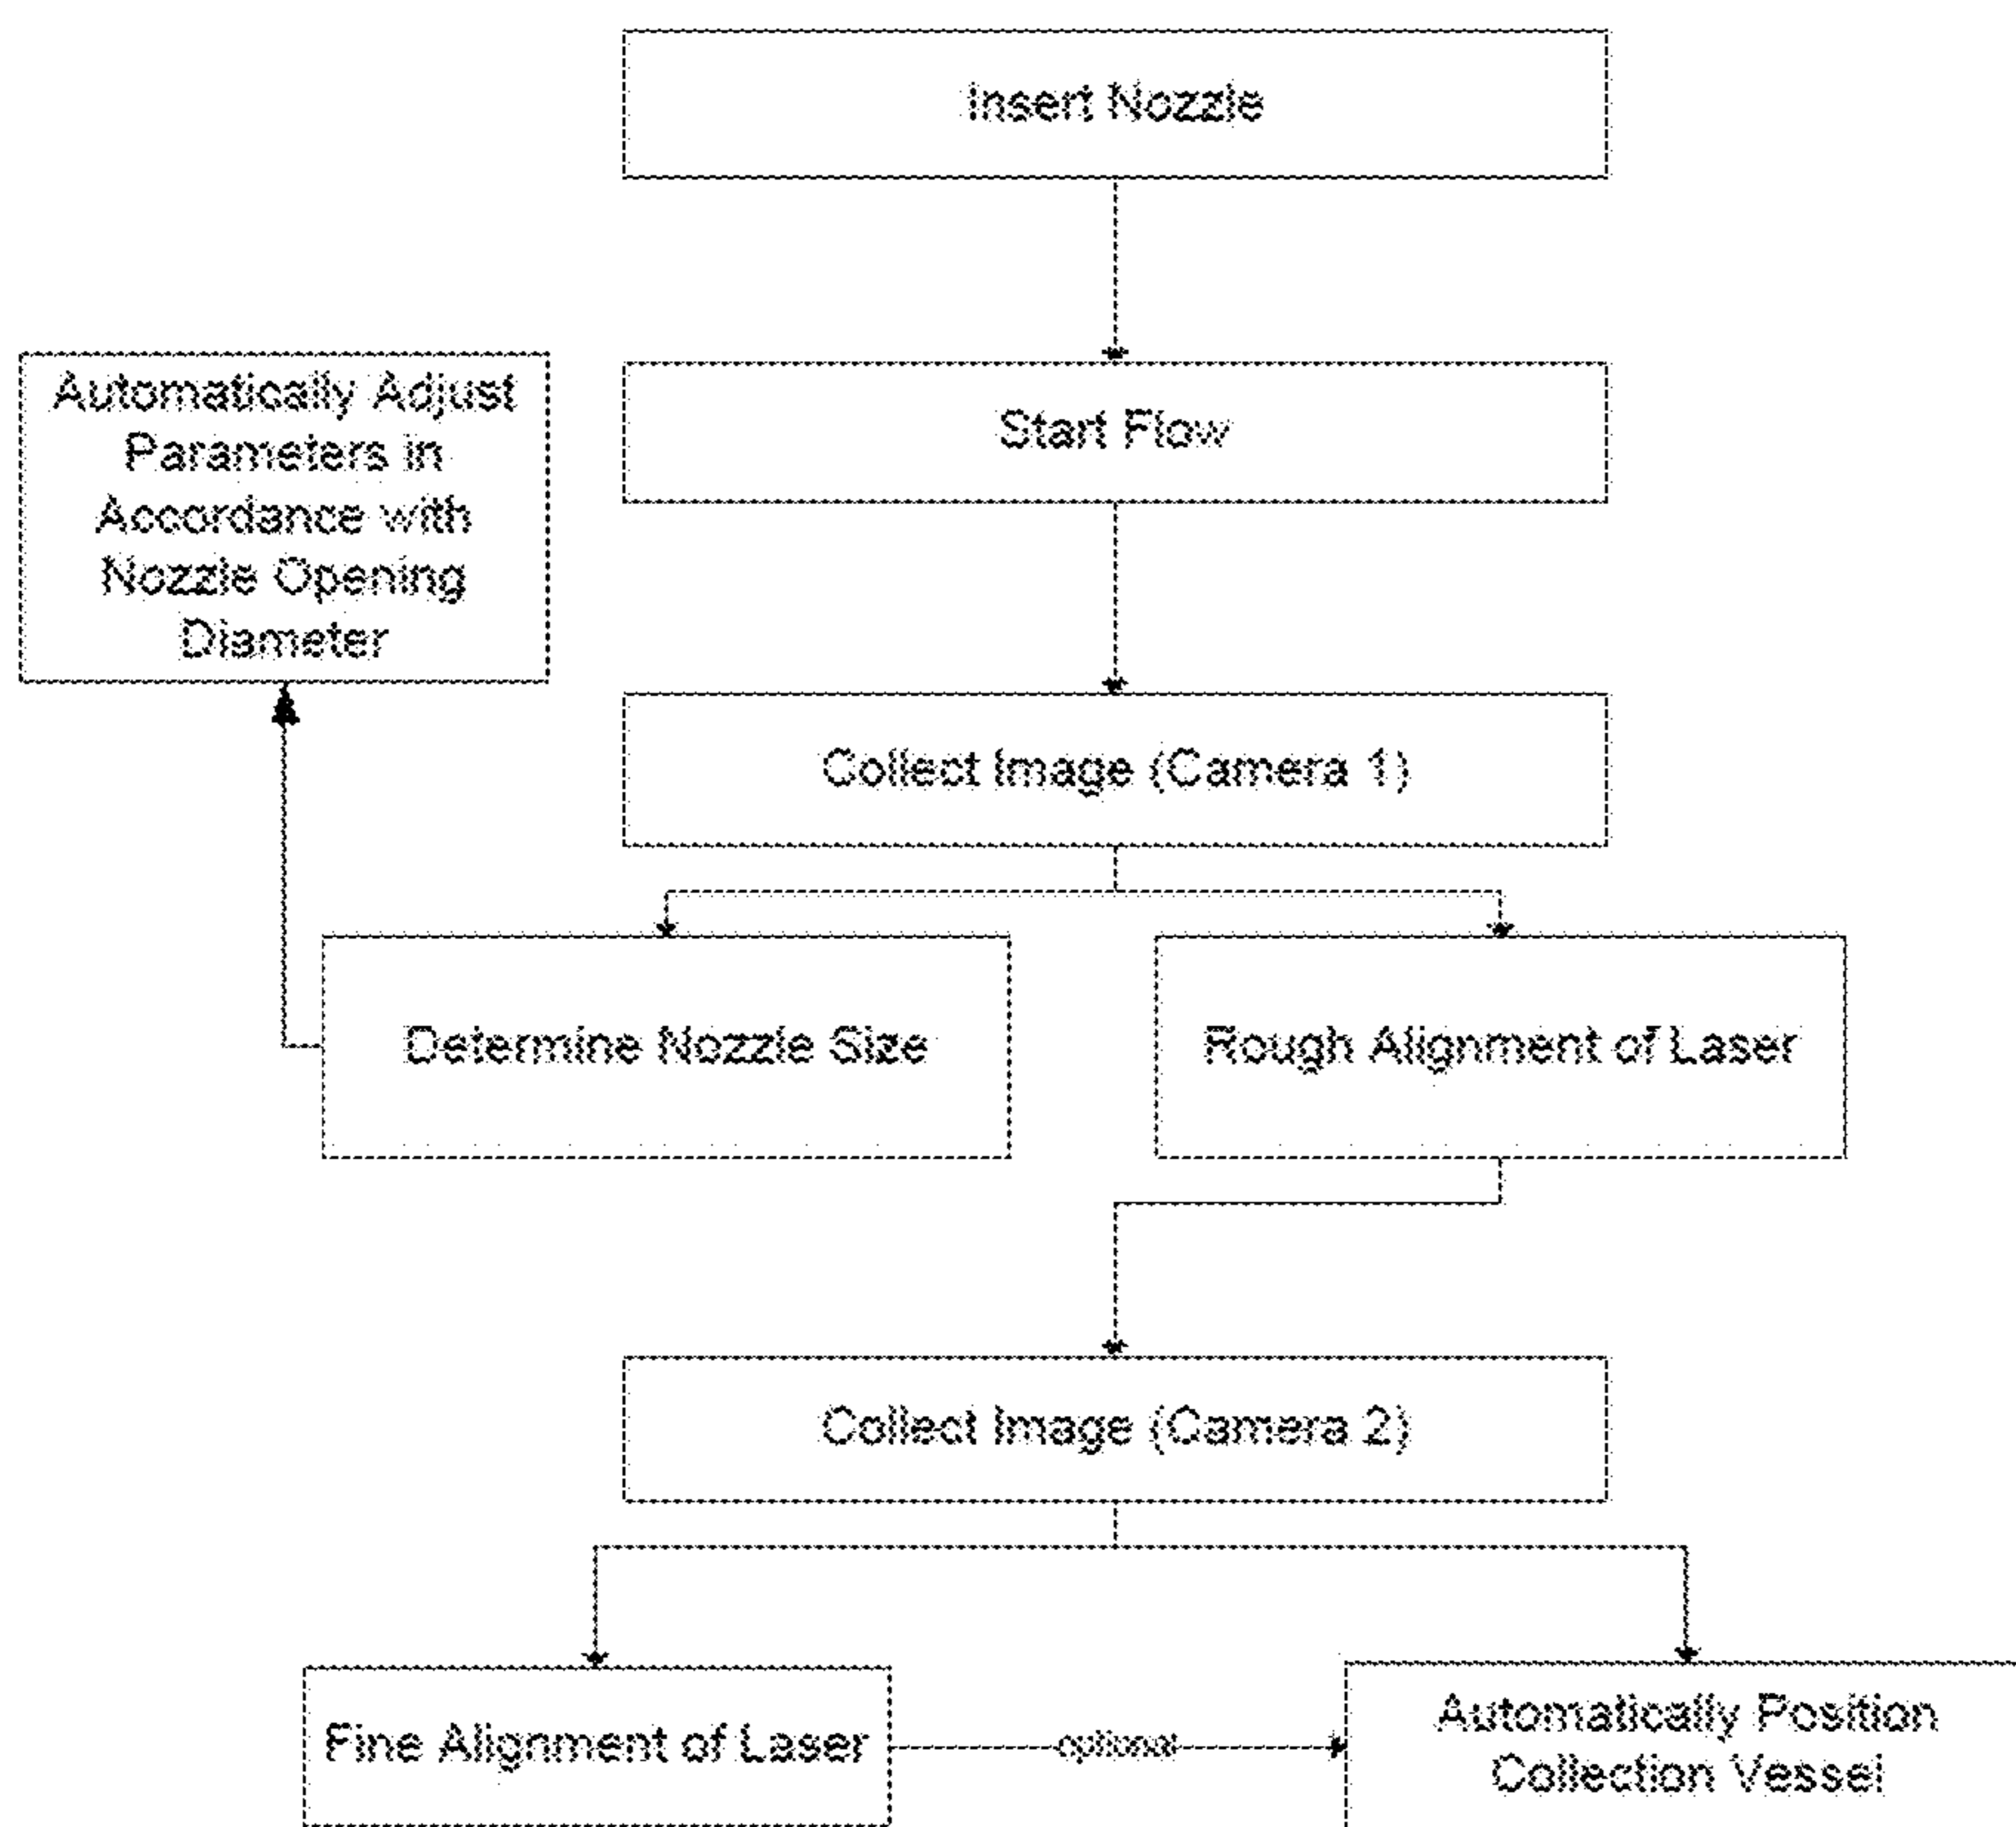 Insert Nozzle
Start Flow
Automatically Adjust
Parameters in
Accordance with
Nozzle Opening
Diameter
Collect Image (Camera 1)
Determine Nozzle Size
Rough Alignment of Laser
Collect Image (Camera 2)
Fine Alignment of Laser
optional
Automatically Position
Collection Vessel